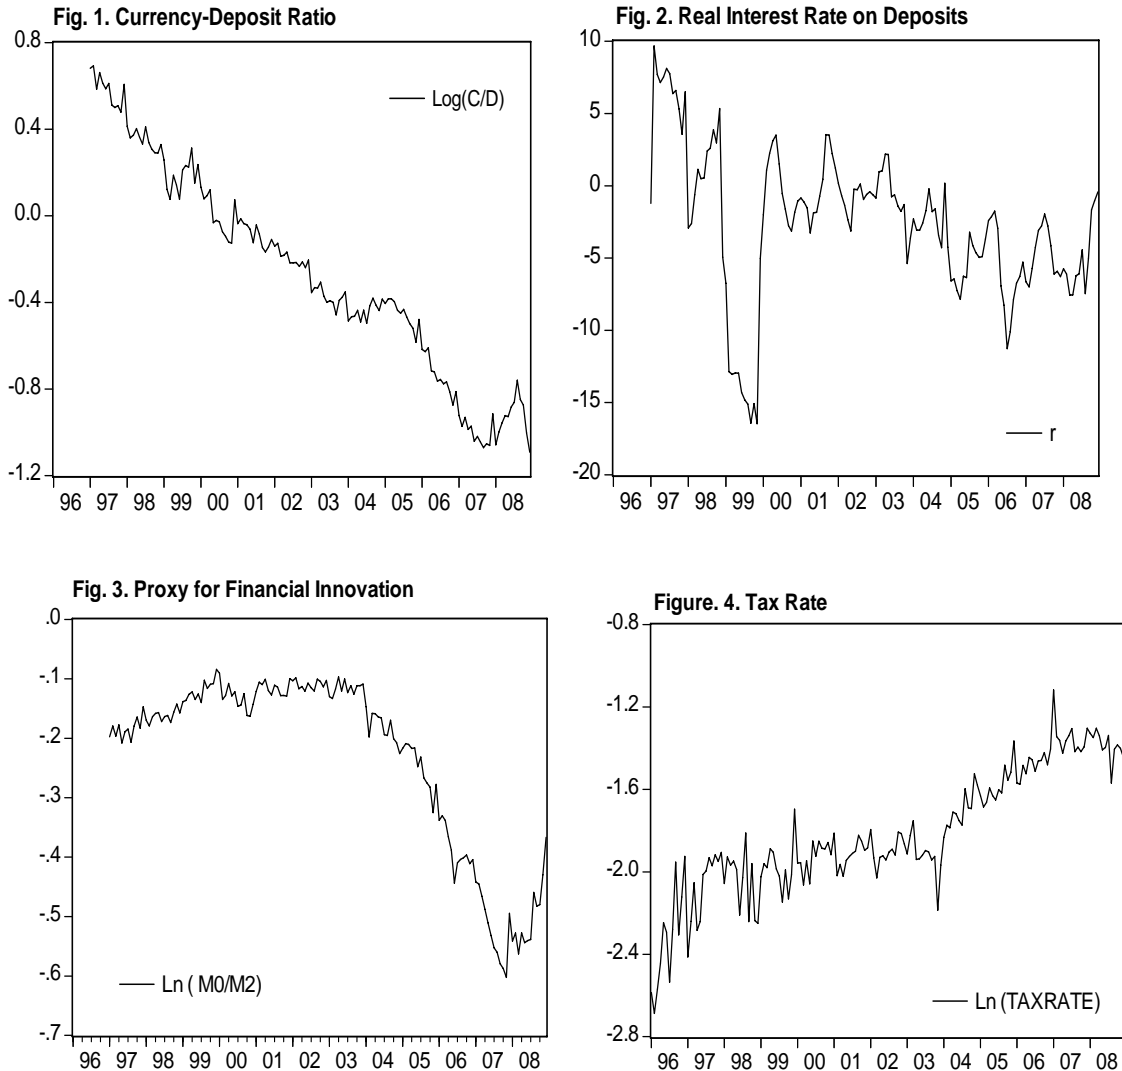 Fig. 1. Currency-Deposit Ratio
0.8
0.4
0.0
-0.4
-0.8
-1.2
Log(C/D)
96 97 98 99 00 01 02 03 04 05 06 07 08
Fig. 2. Real Interest Rate on Deposits
10
5
0
-5
-10
-15
-20
r
96 97 98 99 00 01 02 03 04 05 06 07 08
Fig. 3. Proxy for Financial Innovation
.0
-.1
-.2
-.3
-.4
-.5
-.6
-.7
Ln ( M0/M2)
96 97 98 99 00 01 02 03 04 05 06 07 08
Figure. 4. Tax Rate
-0.8
-1.2
-1.6
-2.0
-2.4
-2.8
Ln (TAXRATE)
96 97 98 99 00 01 02 03 04 05 06 07 08